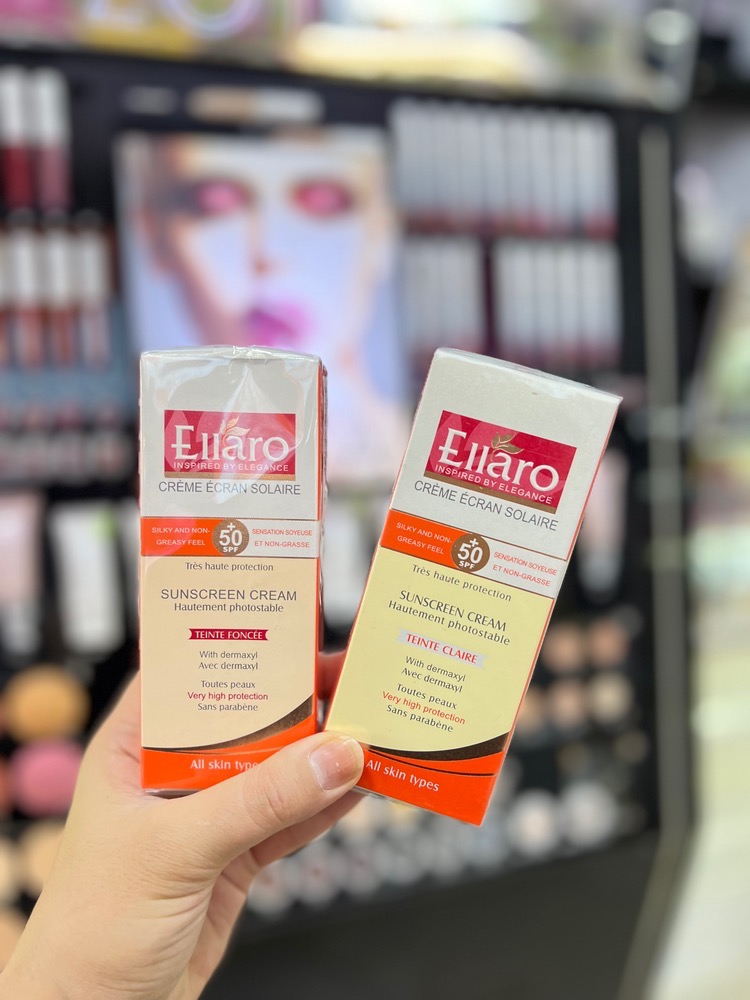 Ellaro
INSPIRED BY ELEGANCE
CRÈME ÉCRAN SOLAIRE
SILKY AND NON-
GREASY FEEL
+
50
SPF
SENSATION SOYEUSE
ET NON-GRASSE
Très haute protection
SUNSCREEN CREAM
Hautement photostable
TEINTE FONCÉE
With dermaxyl
Avec dermaxyl
Toutes peaux
Very high protection
Sans parabène
All skin types
Ellaro
INSPIRED BY ELEGANCE
CRÈME ÉCRAN SOLAIRE
SILKY AND NON-
GREASY FEEL
+
50
SPF
SENSATION SOYEUSE
ET NON-GRASSE
Très haute protection
SUNSCREEN CREAM
Hautement photostable
TEINTE CLAIRE
With dermaxyl
Avec dermaxyl
Toutes peaux
Very high protection
Sans parabène
All skin types